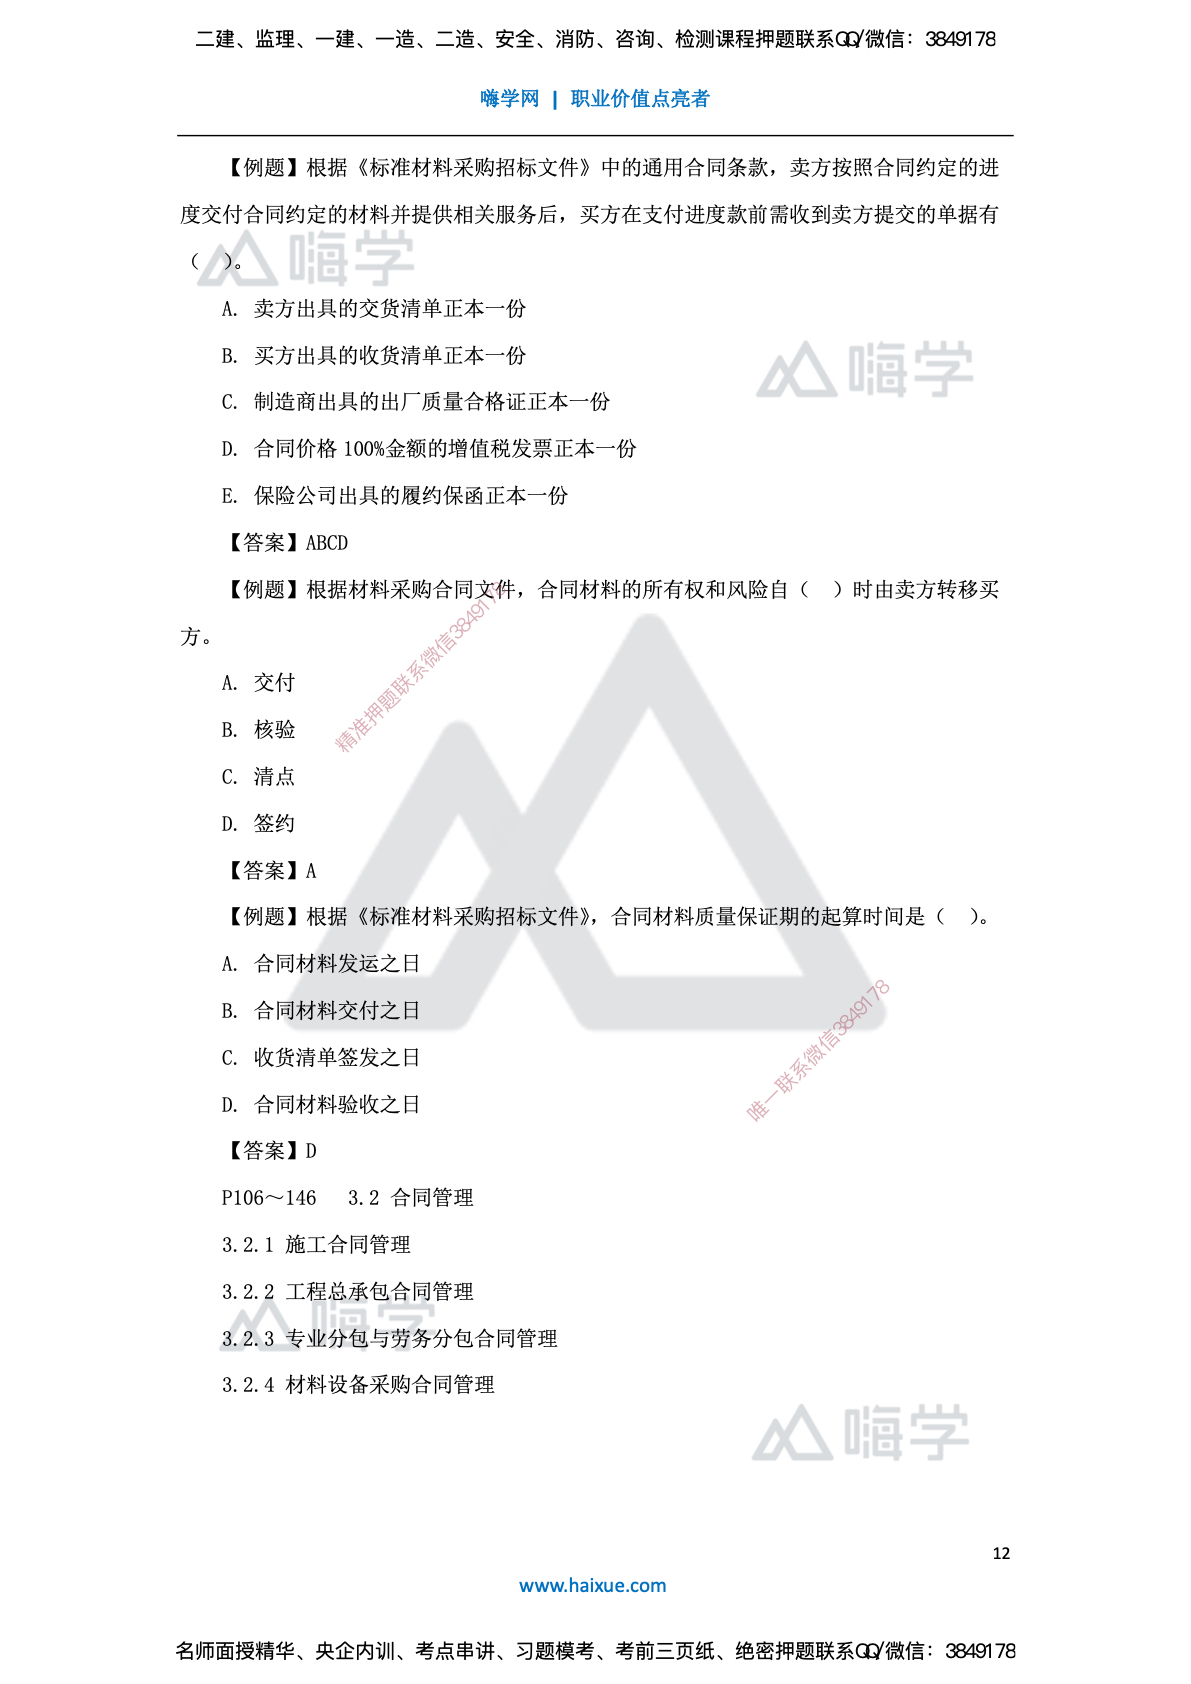 二建、监理、一建、一造、二造、安全、消防、咨询、检测课程押题联系QQ/微信：3849178
嗨学网 | 职业价值点亮者
【例题】根据《标准材料采购招标文件》中的通用合同条款，卖方按照合同约定的进
度交付合同约定的材料并提供相关服务后，买方在支付进度款前需收到卖方提交的单据有
（　）。
嗨学
A. 卖方出具的交货清单正本一份
B. 买方出具的收货清单正本一份
嗨学
C. 制造商出具的出厂质量合格证正本一份
D. 合同价格 100%金额的增值税发票正本一份
E. 保险公司出具的履约保函正本一份
【答案】ABCD
【例题】根据材料采购合同文件，合同材料的所有权和风险自（　）时由卖方转移买
方。
精准押题联系微信3849178
A. 交付
B. 核验
C. 清点
D. 签约
【答案】A
【例题】根据《标准材料采购招标文件》，合同材料质量保证期的起算时间是（　）。
A. 合同材料发运之日
B. 合同材料交付之日
C. 收货清单签发之日
唯一联系微信3849178
D. 合同材料验收之日
【答案】D
P106～146　3.2 合同管理
3.2.1 施工合同管理
3.2.2 工程总承包合同管理
嗨学
3.2.3 专业分包与劳务分包合同管理
3.2.4 材料设备采购合同管理
嗨学
12
www.haixue.com
名师面授精华、央企内训、考点串讲、习题模考、考前三页纸、绝密押题联系QQ/微信：3849178